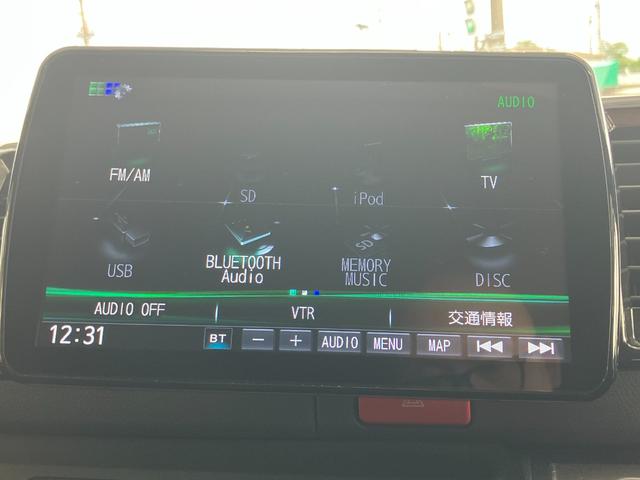 AUDIO
FM/AM
SD
iPod
TV
USB
BLUETOOTH
Audio
SD
MEMORY
MUSIC
DISC
AUDIO OFF
VTR
交通情報
12:31
BT
－
＋
AUDIO
MENU
MAP